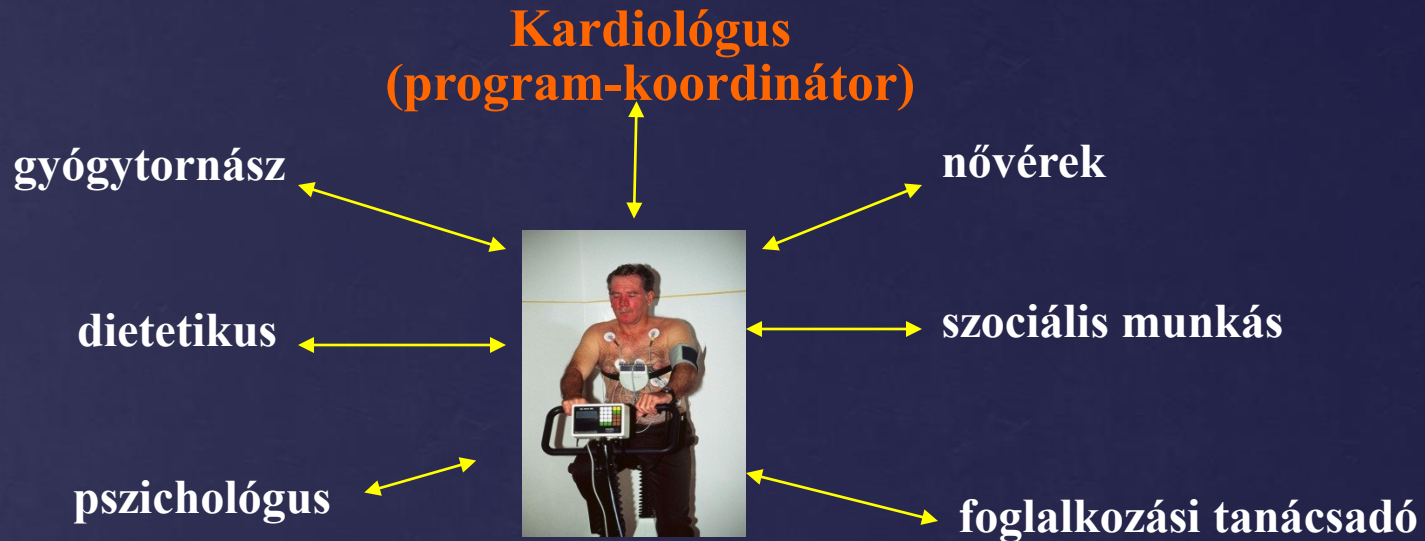 Kardiológus
(program-koordinátor)
gyógytornász
nővérek
dietetikus
szociális munkás
pszichológus
foglalkozási tanácsadó